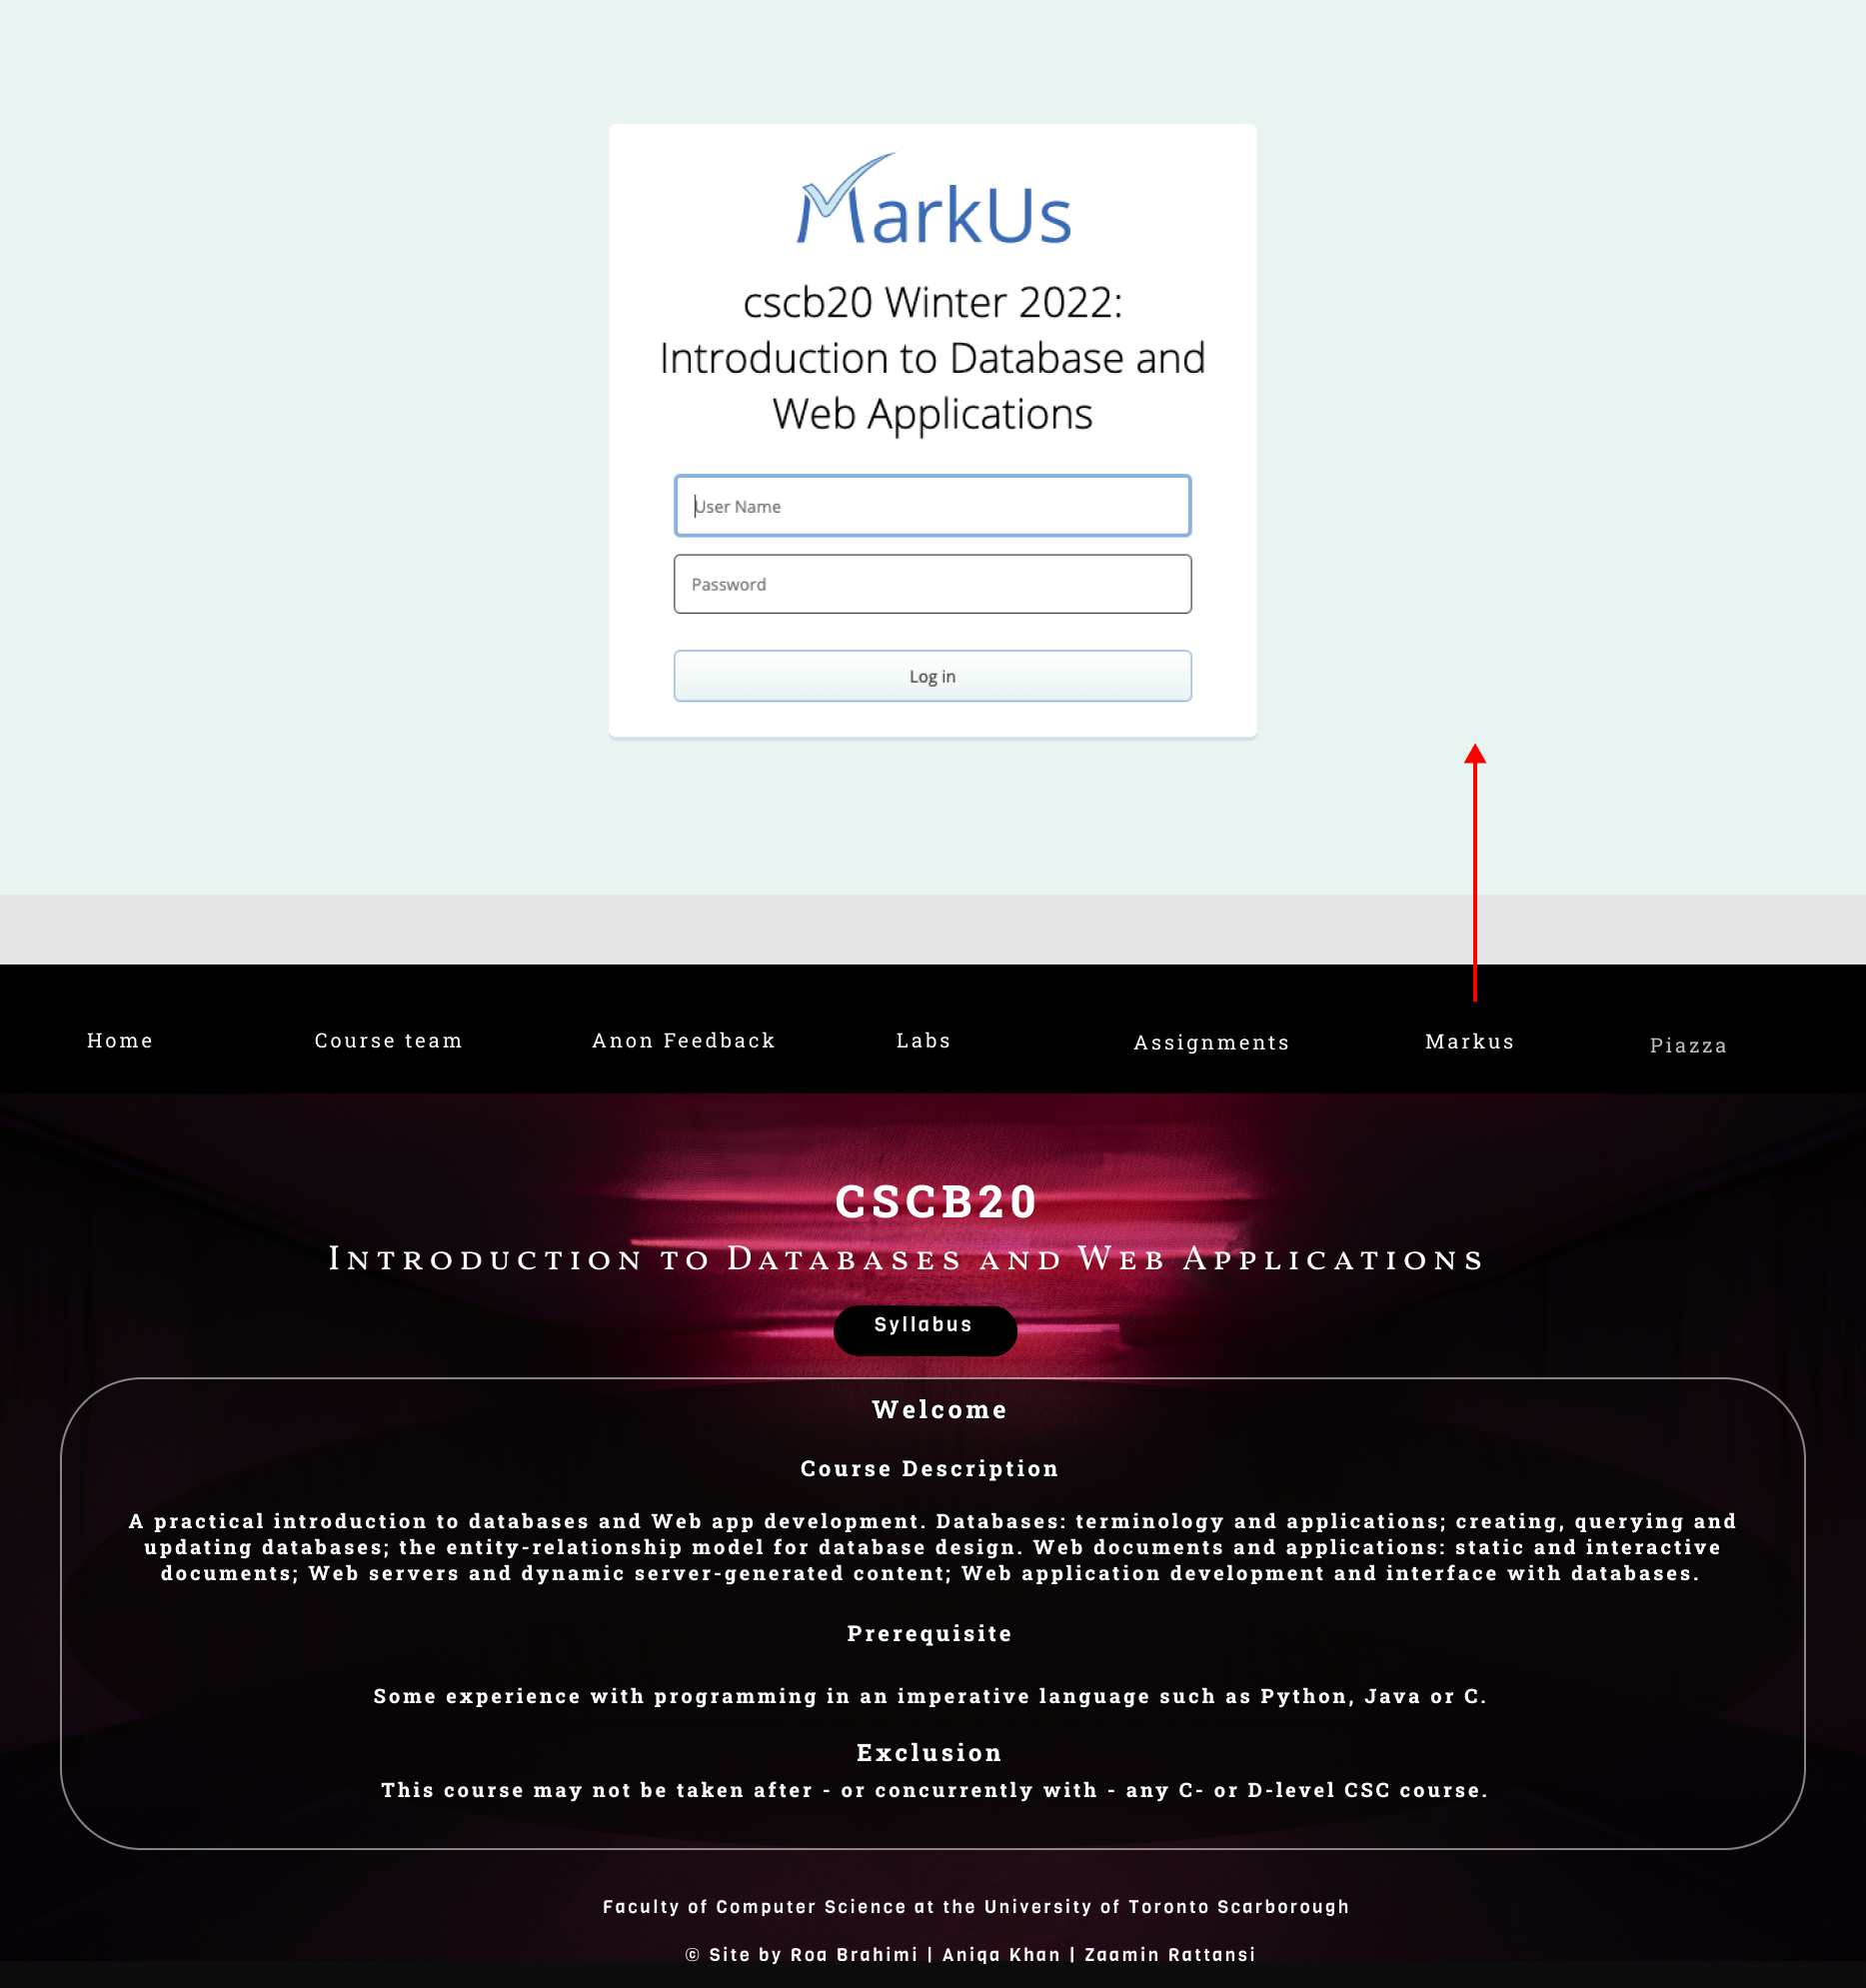 MarkUs
cscb20 Winter 2022:
Introduction to Database and
Web Applications
User Name
Password
Log in
Home Course team Anon Feedback Labs Assignments Markus Piazza
CSCB20
Introduction to Databases and Web Applications
Syllabus
Welcome
Course Description
A practical introduction to databases and Web app development. Databases: terminology and applications; creating, querying and
updating databases; the entity-relationship model for database design. Web documents and applications: static and interactive
documents; Web servers and dynamic server-generated content; Web application development and interface with databases.
Prerequisite
Some experience with programming in an imperative language such as Python, Java or C.
Exclusion
This course may not be taken after - or concurrently with - any C- or D-level CSC course.
Faculty of Computer Science at the University of Toronto Scarborough
© Site by Roa Brahimi | Aniqa Khan | Zaamin Rattansi